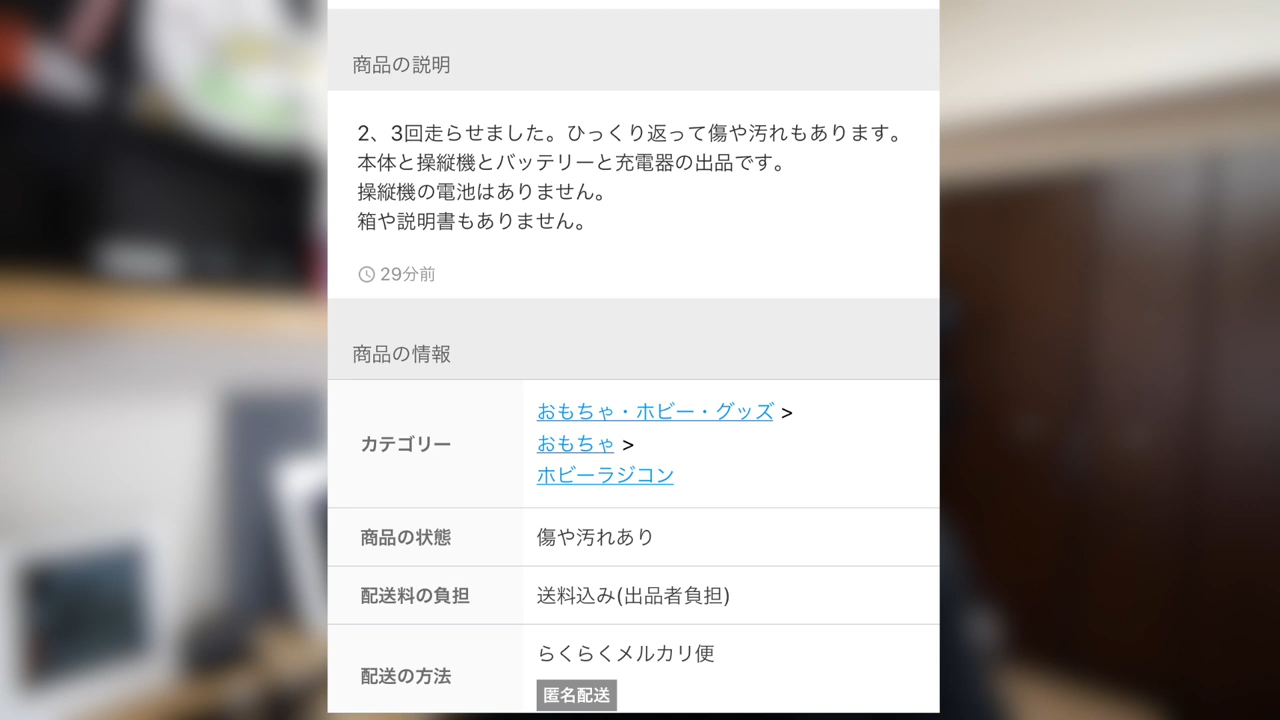 商品の説明
2、3回走らせました。ひっくり返って傷や汚れもあります。
本体と操縦機とバッテリーと充電器の出品です。
操縦機の電池はありません。
箱や説明書もありません。
29分前
商品の情報
カテゴリー
おもちゃ・ホビー・グッズ >
おもちゃ >
ホビーラジコン
商品の状態
傷や汚れあり
配送料の負担
送料込み(出品者負担)
配送の方法
らくらくメルカリ便
匿名配送